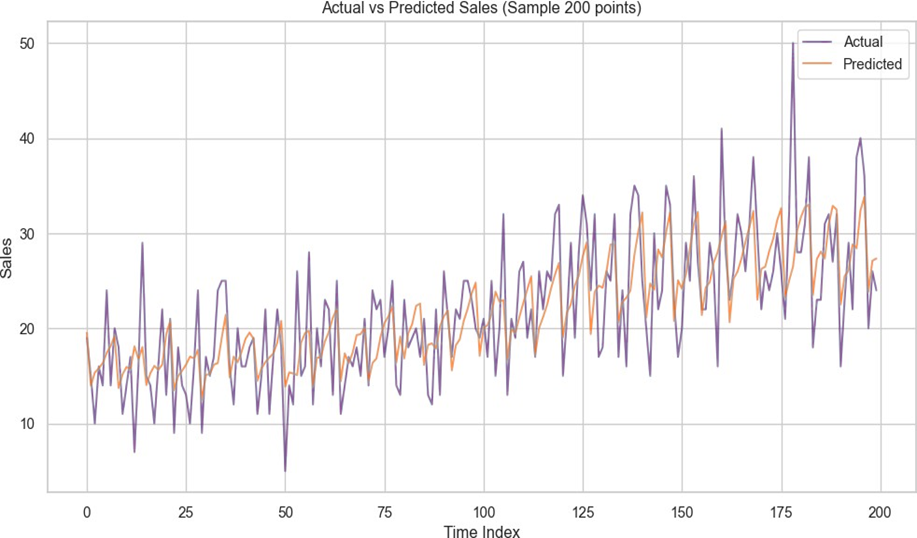 Actual vs Predicted Sales (Sample 200 points)
Actual
Predicted
50
40
30
20
10
Sales
0 25 50 75 100 125 150 175 200
Time Index